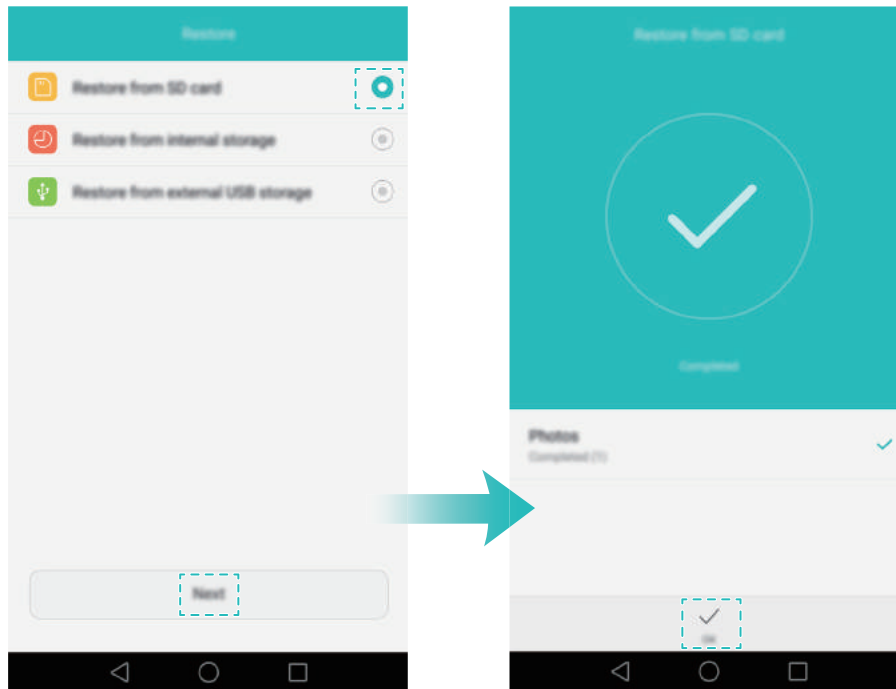 Restore
Restore from SD card
Restore from internal storage
Restore from external USB storage
Next
Restore from SD card
Completed
Photos
Completed (1)
OK